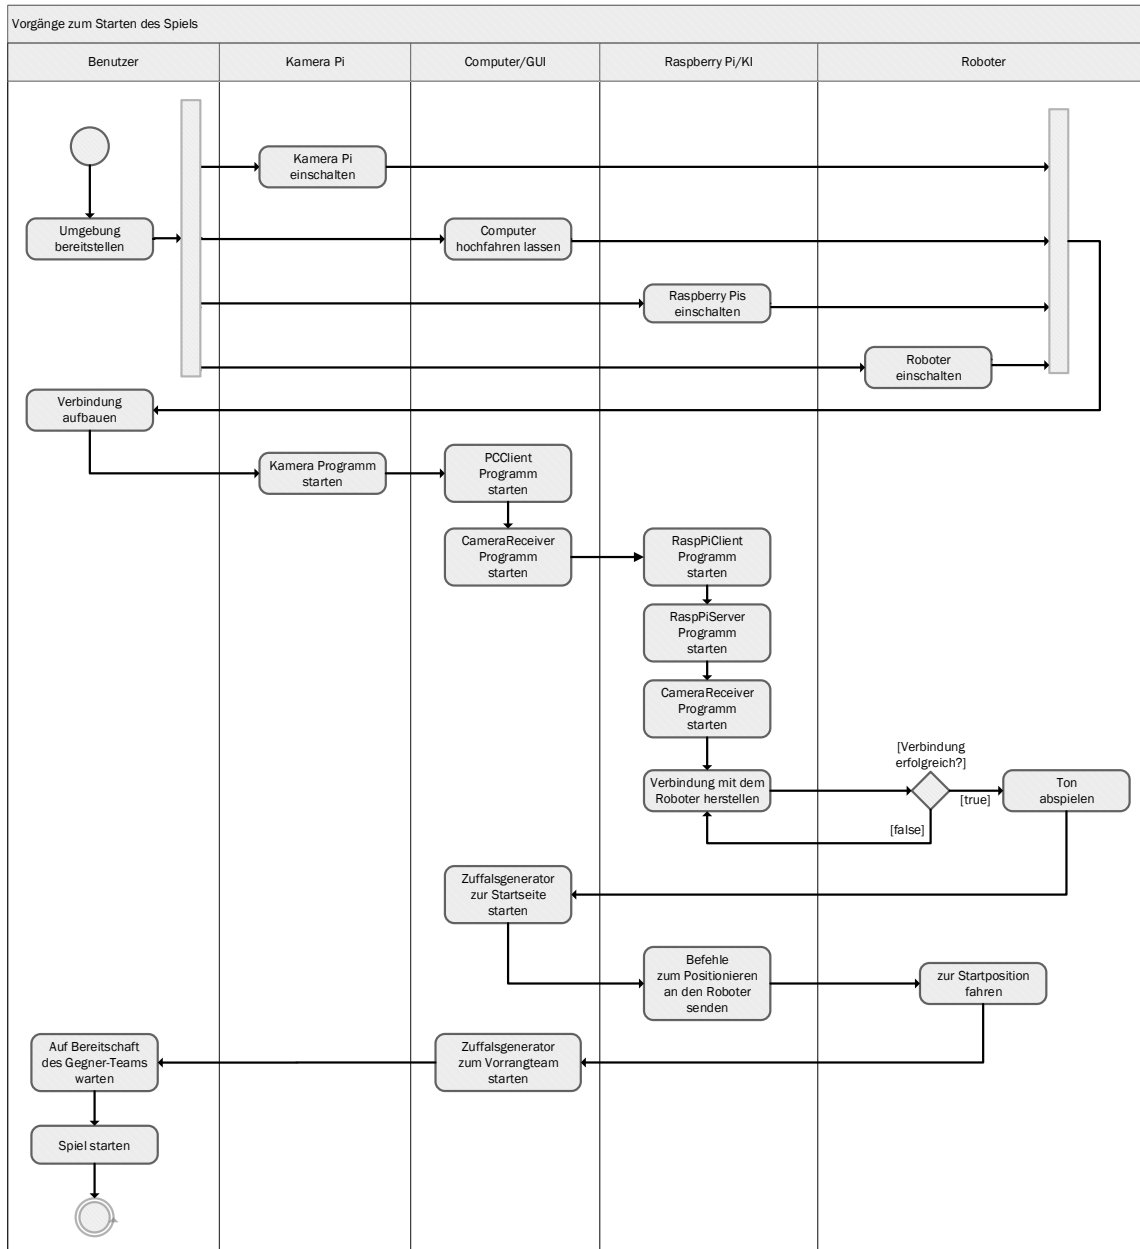 Vorgänge zum Starten des Spiels
Benutzer
Kamera Pi
Computer/GUI
Raspberry Pi/KI
Roboter
Kamera Pi
einschalten
Umgebung
bereitstellen
Computer
hochfahren lassen
Raspberry Pis
einschalten
Roboter
einschalten
Verbindung
aufbauen
Kamera Programm
starten
PCClient
Programm
starten
CameraReceiver
Programm
starten
RaspPiClient
Programm
starten
RaspPiServer
Programm
starten
CameraReceiver
Programm
starten
[Verbindung
erfolgreich?]
Verbindung mit dem
Roboter herstellen
[true]
[false]
Ton
abspielen
Zuffalsgenerator
zur Startseite
starten
Befehle
zum Positionieren
an den Roboter
senden
zur Startposition
fahren
Auf Bereitschaft
des Gegner-Teams
warten
Zuffalsgenerator
zum Vorrangteam
starten
Spiel starten